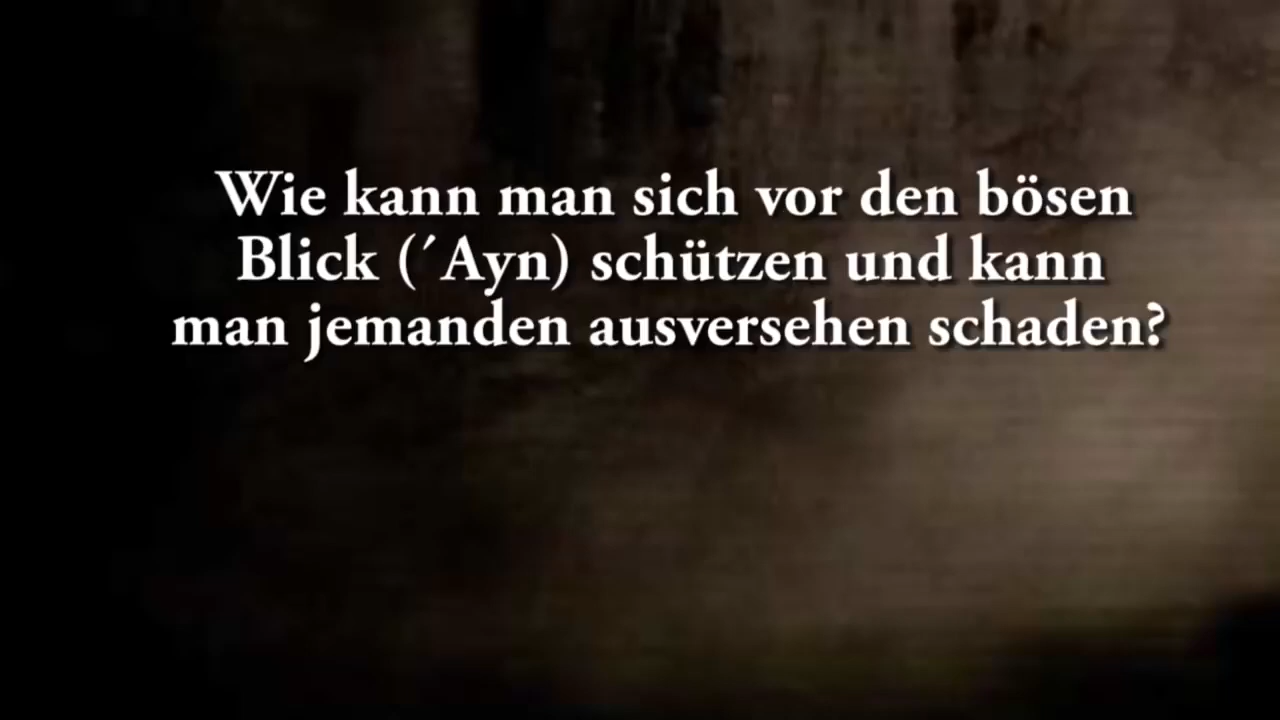 Wie kann man sich vor den bösen
Blick (´Ayn) schützen und kann
man jemanden ausversehen schaden?